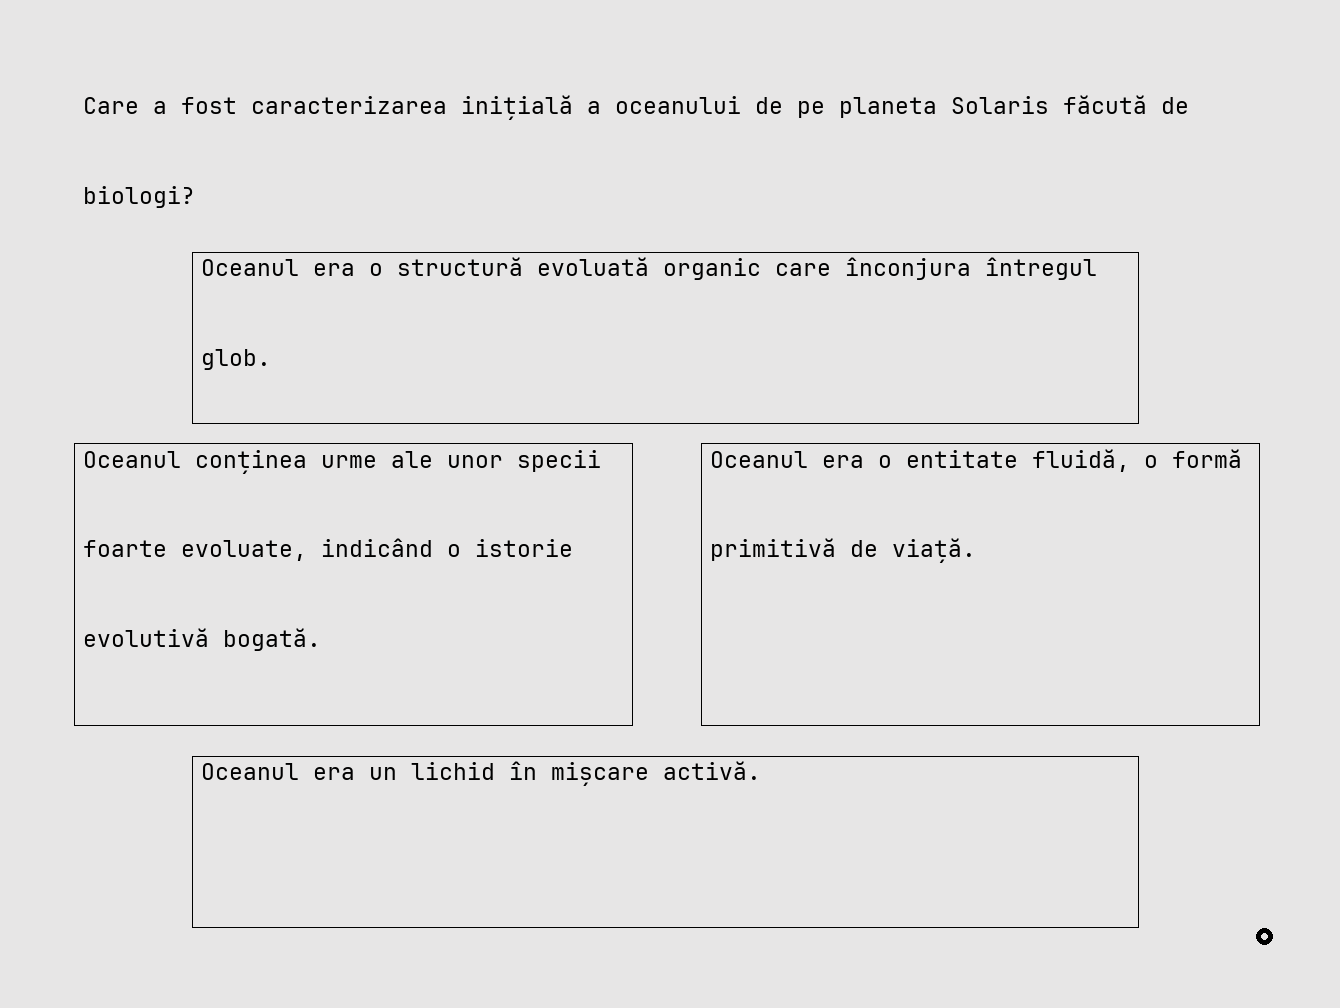 Care a fost caracterizarea inițială a oceanului de pe planeta Solaris făcută de
biologi?
Oceanul era o structură evoluată organic care înconjura întregul
glob.
Oceanul conținea urme ale unor specii
foarte evoluate, indicând o istorie
evolutivă bogată.
Oceanul era o entitate fluidă, o formă
primitivă de viață.
Oceanul era un lichid în mișcare activă.